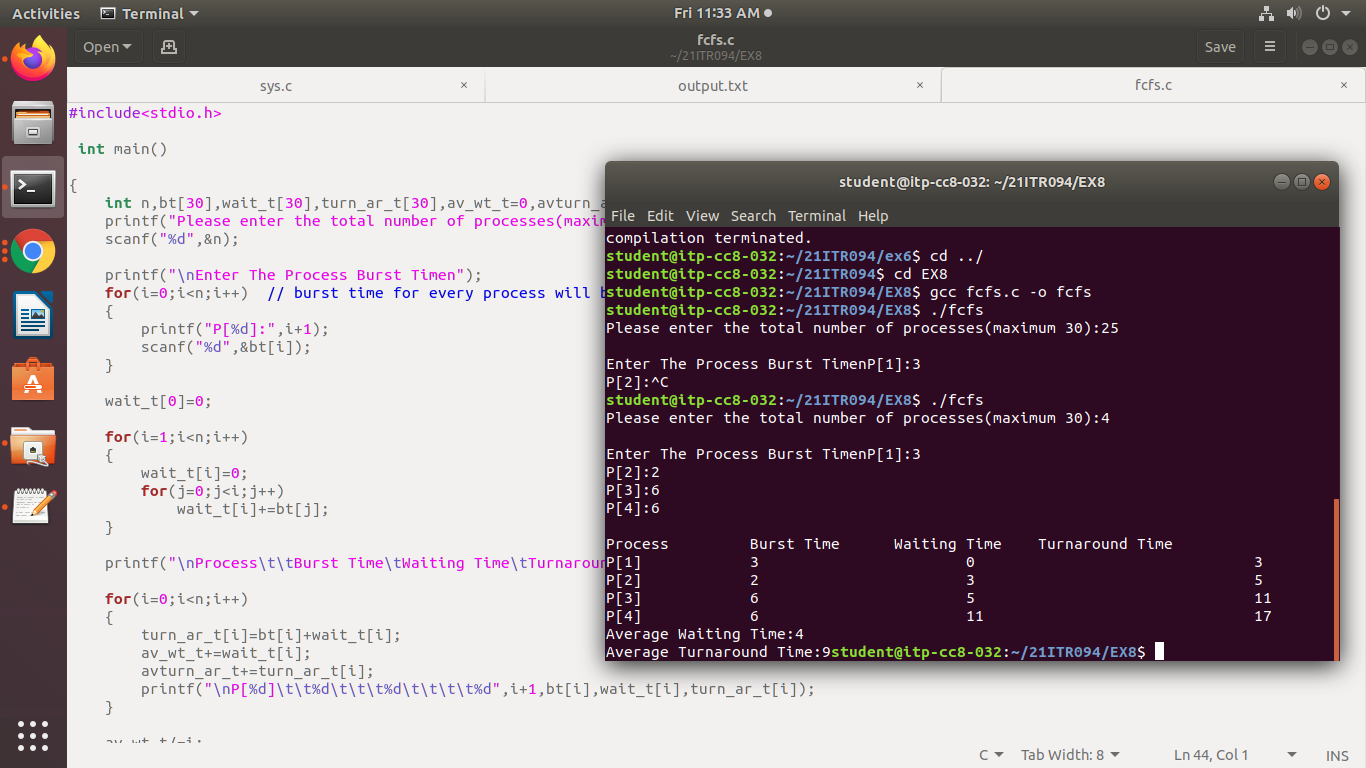 Activities Terminal Fri 11:33 AM
Open fcfs.c Save
~/21ITR094/EX8
sys.c × output.txt × fcfs.c ×
#include<stdio.h>
int main()
{
int n,bt[30],wait_t[30],turn_ar_t[30],av_wt_t=0,avturn_a
printf("Please enter the total number of processes(maxim
scanf("%d",&n);
printf("\nEnter The Process Burst Timen");
for(i=0;i<n;i++) // burst time for every process will b
{
printf("P[%d]:",i+1);
scanf("%d",&bt[i]);
}
wait_t[0]=0;
for(i=1;i<n;i++)
{
wait_t[i]=0;
for(j=0;j<i;j++)
wait_t[i]+=bt[j];
}
printf("\nProcess\t\tBurst Time\tWaiting Time\tTurnaroun
for(i=0;i<n;i++)
{
turn_ar_t[i]=bt[i]+wait_t[i];
av_wt_t+=wait_t[i];
avturn_ar_t+=turn_ar_t[i];
printf("\nP[%d]\t\t%d\t\t\t%d\t\t\t\t%d",i+1,bt[i],wait_t[i],turn_ar_t[i]);
}
av_wt_t/=i;
student@itp-cc8-032: ~/21ITR094/EX8
File Edit View Search Terminal Help
compilation terminated.
student@itp-cc8-032:~/21ITR094/ex6$ cd ../
student@itp-cc8-032:~/21ITR094$ cd EX8
student@itp-cc8-032:~/21ITR094/EX8$ gcc fcfs.c -o fcfs
student@itp-cc8-032:~/21ITR094/EX8$ ./fcfs
Please enter the total number of processes(maximum 30):25
Enter The Process Burst TimenP[1]:3
P[2]:^C
student@itp-cc8-032:~/21ITR094/EX8$ ./fcfs
Please enter the total number of processes(maximum 30):4
Enter The Process Burst TimenP[1]:3
P[2]:2
P[3]:6
P[4]:6
Process Burst Time Waiting Time Turnaround Time
P[1] 3 0 3
P[2] 2 3 5
P[3] 6 5 11
P[4] 6 11 17
Average Waiting Time:4
Average Turnaround Time:9student@itp-cc8-032:~/21ITR094/EX8$
C Tab Width: 8 Ln 44, Col 1 INS